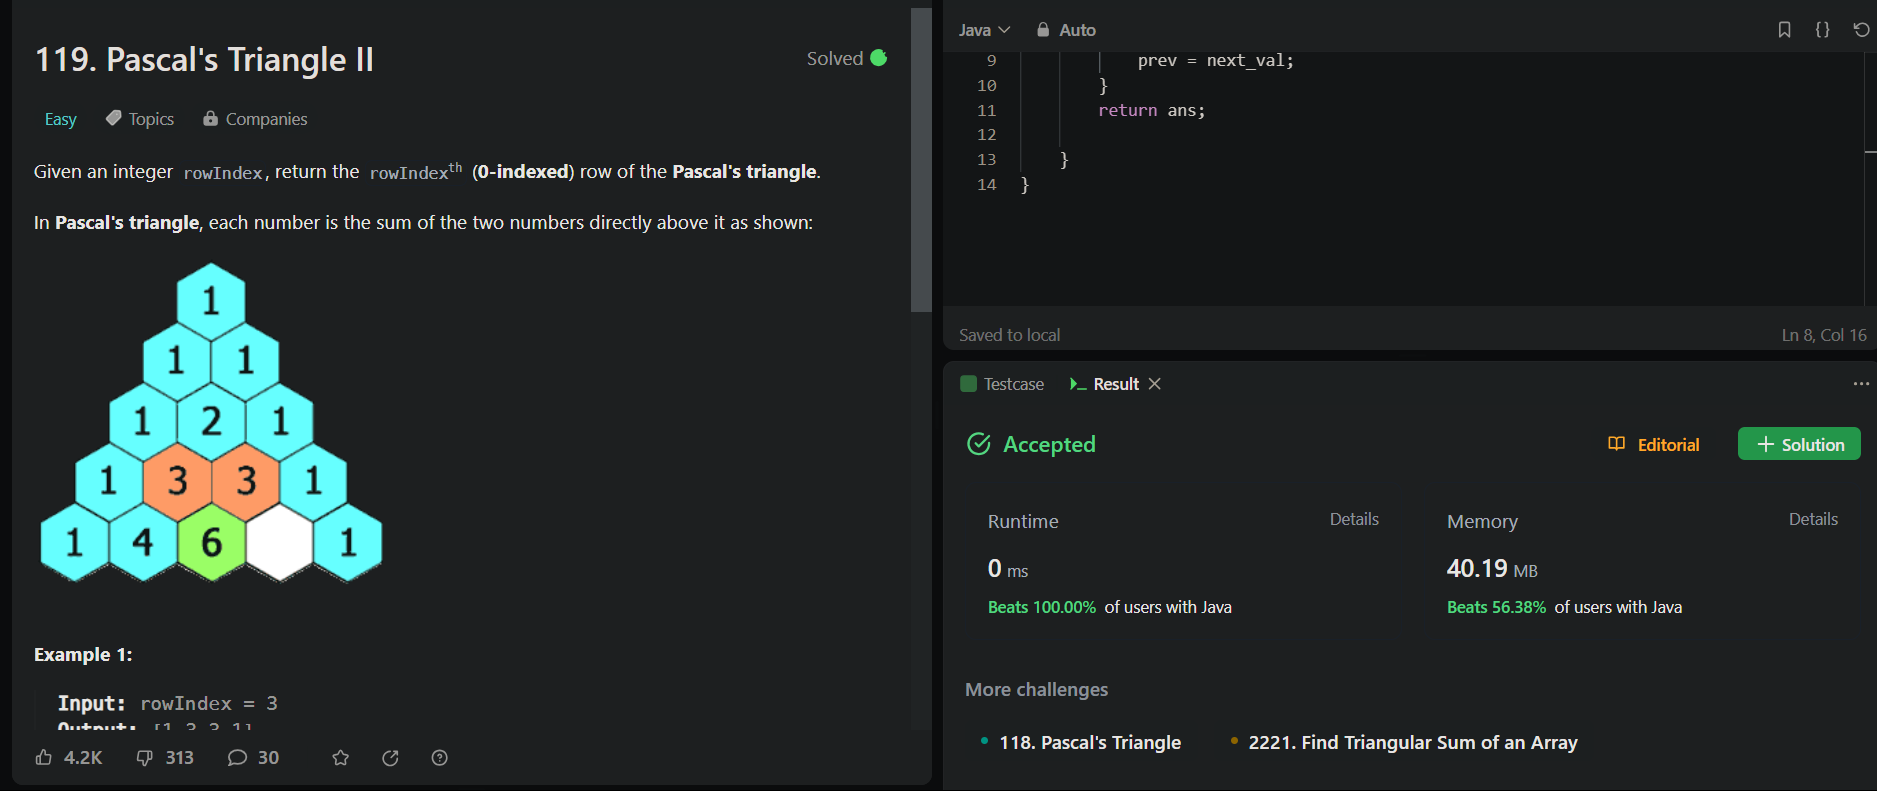 119. Pascal's Triangle II
Solved
Easy Topics Companies
Given an integer rowIndex, return the rowIndexth (0-indexed) row of the Pascal's triangle.
In Pascal's triangle, each number is the sum of the two numbers directly above it as shown:
1
1 1
1 2 1
1 3 3 1
1 4 6 1
Example 1:
Input: rowIndex = 3
Output: [1,3,3,1]
4.2K 313 30
Java Auto
9 prev = next_val;
10 }
11 return ans;
12
13 }
14 }
Saved to local Ln 8, Col 16
Testcase Result
Accepted Editorial + Solution
Runtime Details
0 ms
Beats 100.00% of users with Java
Memory Details
40.19 MB
Beats 56.38% of users with Java
More challenges
118. Pascal's Triangle 2221. Find Triangular Sum of an Array